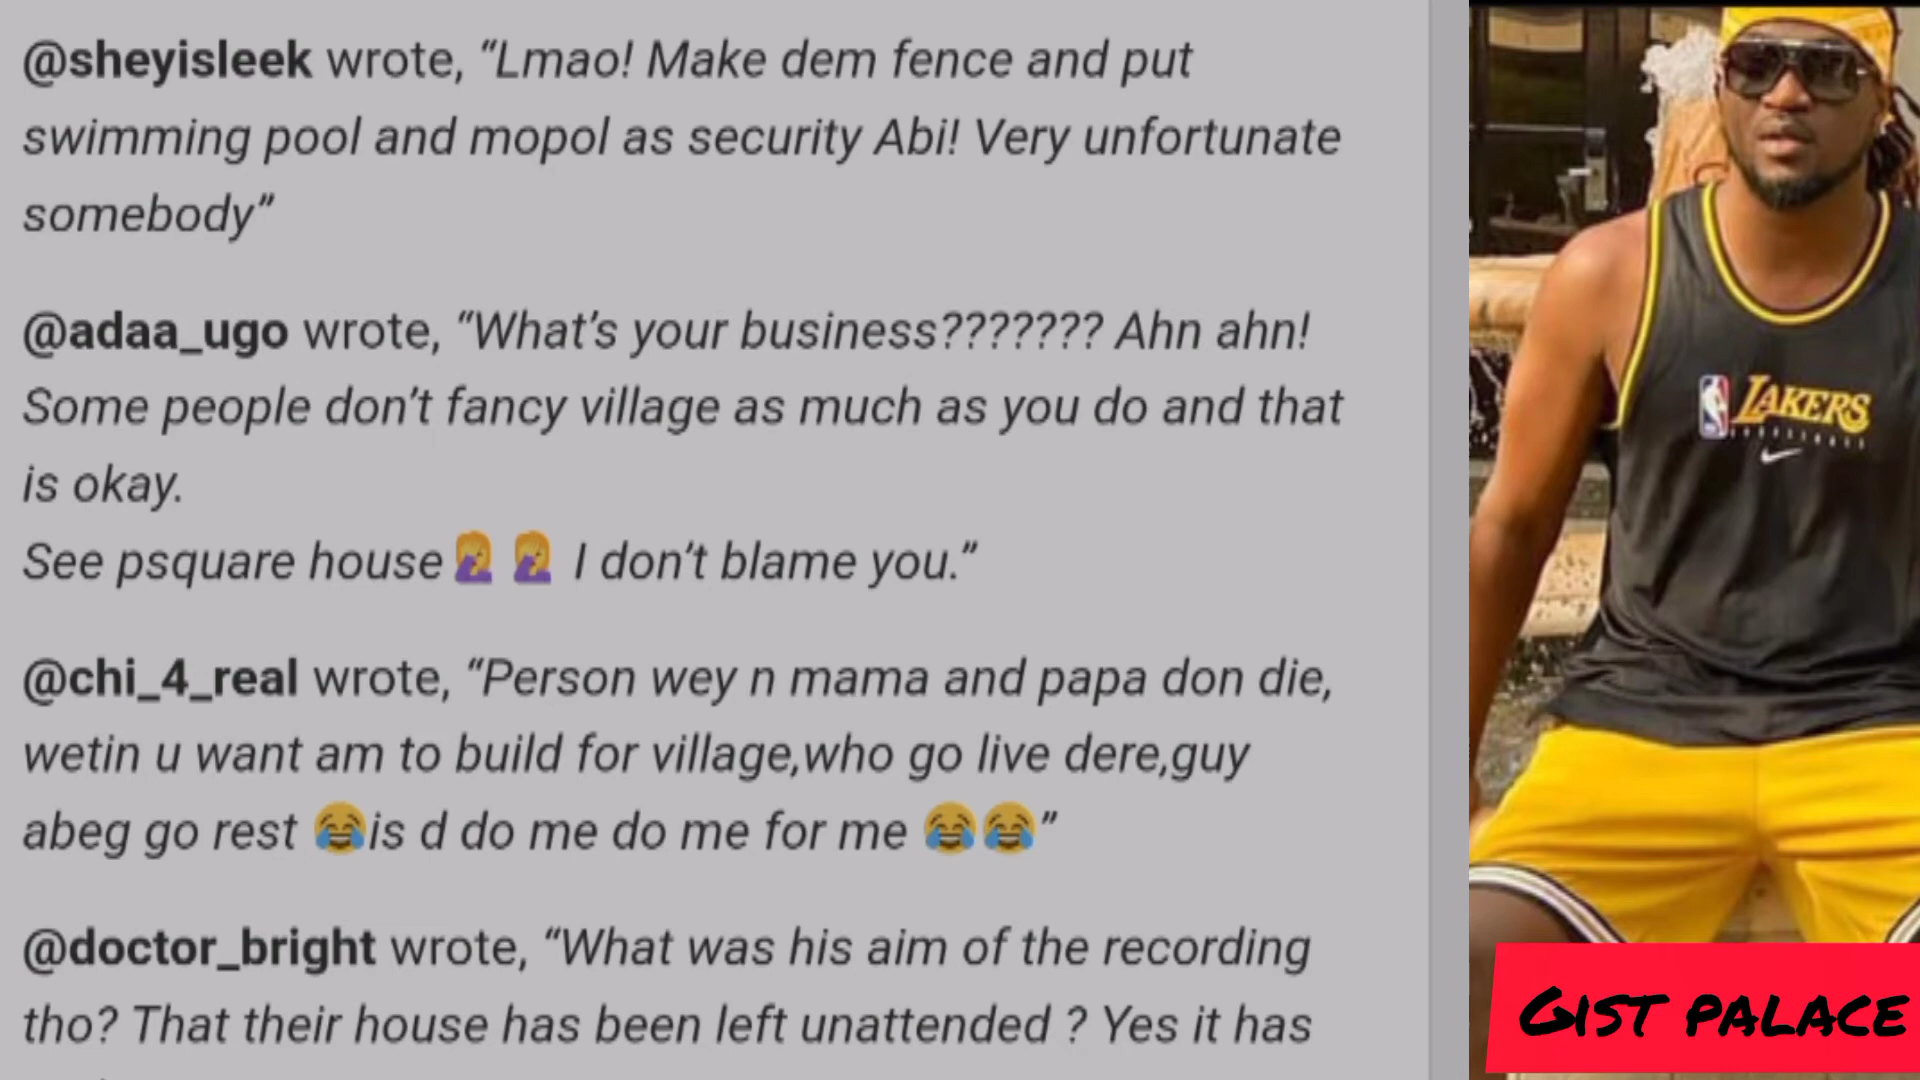 @sheyisleek wrote, “Lmao! Make dem fence and put
swimming pool and mopol as security Abi! Very unfortunate
somebody”
@adaa_ugo wrote, “What’s your business??????? Ahn ahn!
Some people don’t fancy village as much as you do and that
is okay.
See psquare house🤦🤦 I don’t blame you.”
@chi_4_real wrote, “Person wey n mama and papa don die,
wetin u want am to build for village,who go live dere,guy
abeg go rest 😂is d do me do me for me 😂😂”
@doctor_bright wrote, “What was his aim of the recording
tho? That their house has been left unattended ? Yes it has
LAKERS
GIST PALACE